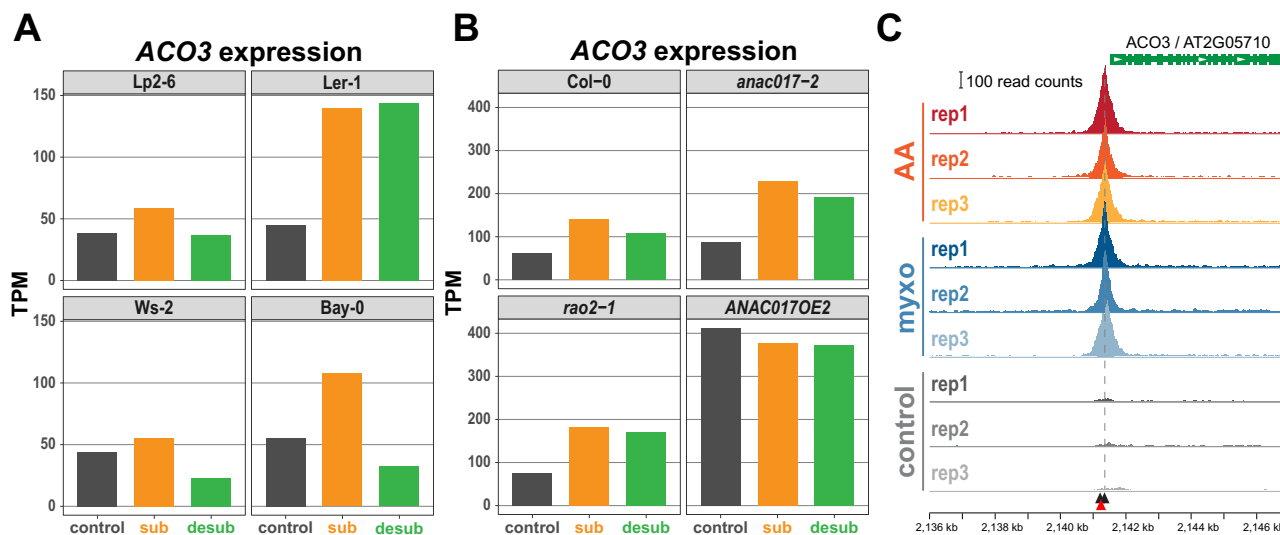 A
ACO3 expression
TPM
Lp2-6
Ler-1
150
100
50
0
Ws-2
Bay-0
150
100
50
0
control sub desub control sub desub
B
ACO3 expression
TPM
Col−0
anac017−2
400
300
200
100
0
rao2−1
ANAC017OE2
400
300
200
100
0
control sub desub control sub desub
C
ACO3 / AT2G05710
100 read counts
AA
rep1
rep2
rep3
myxo
rep1
rep2
rep3
control
rep1
rep2
rep3
2,136 kb 2,138 kb 2,140 kb 2,142 kb 2,144 kb 2,146 kb